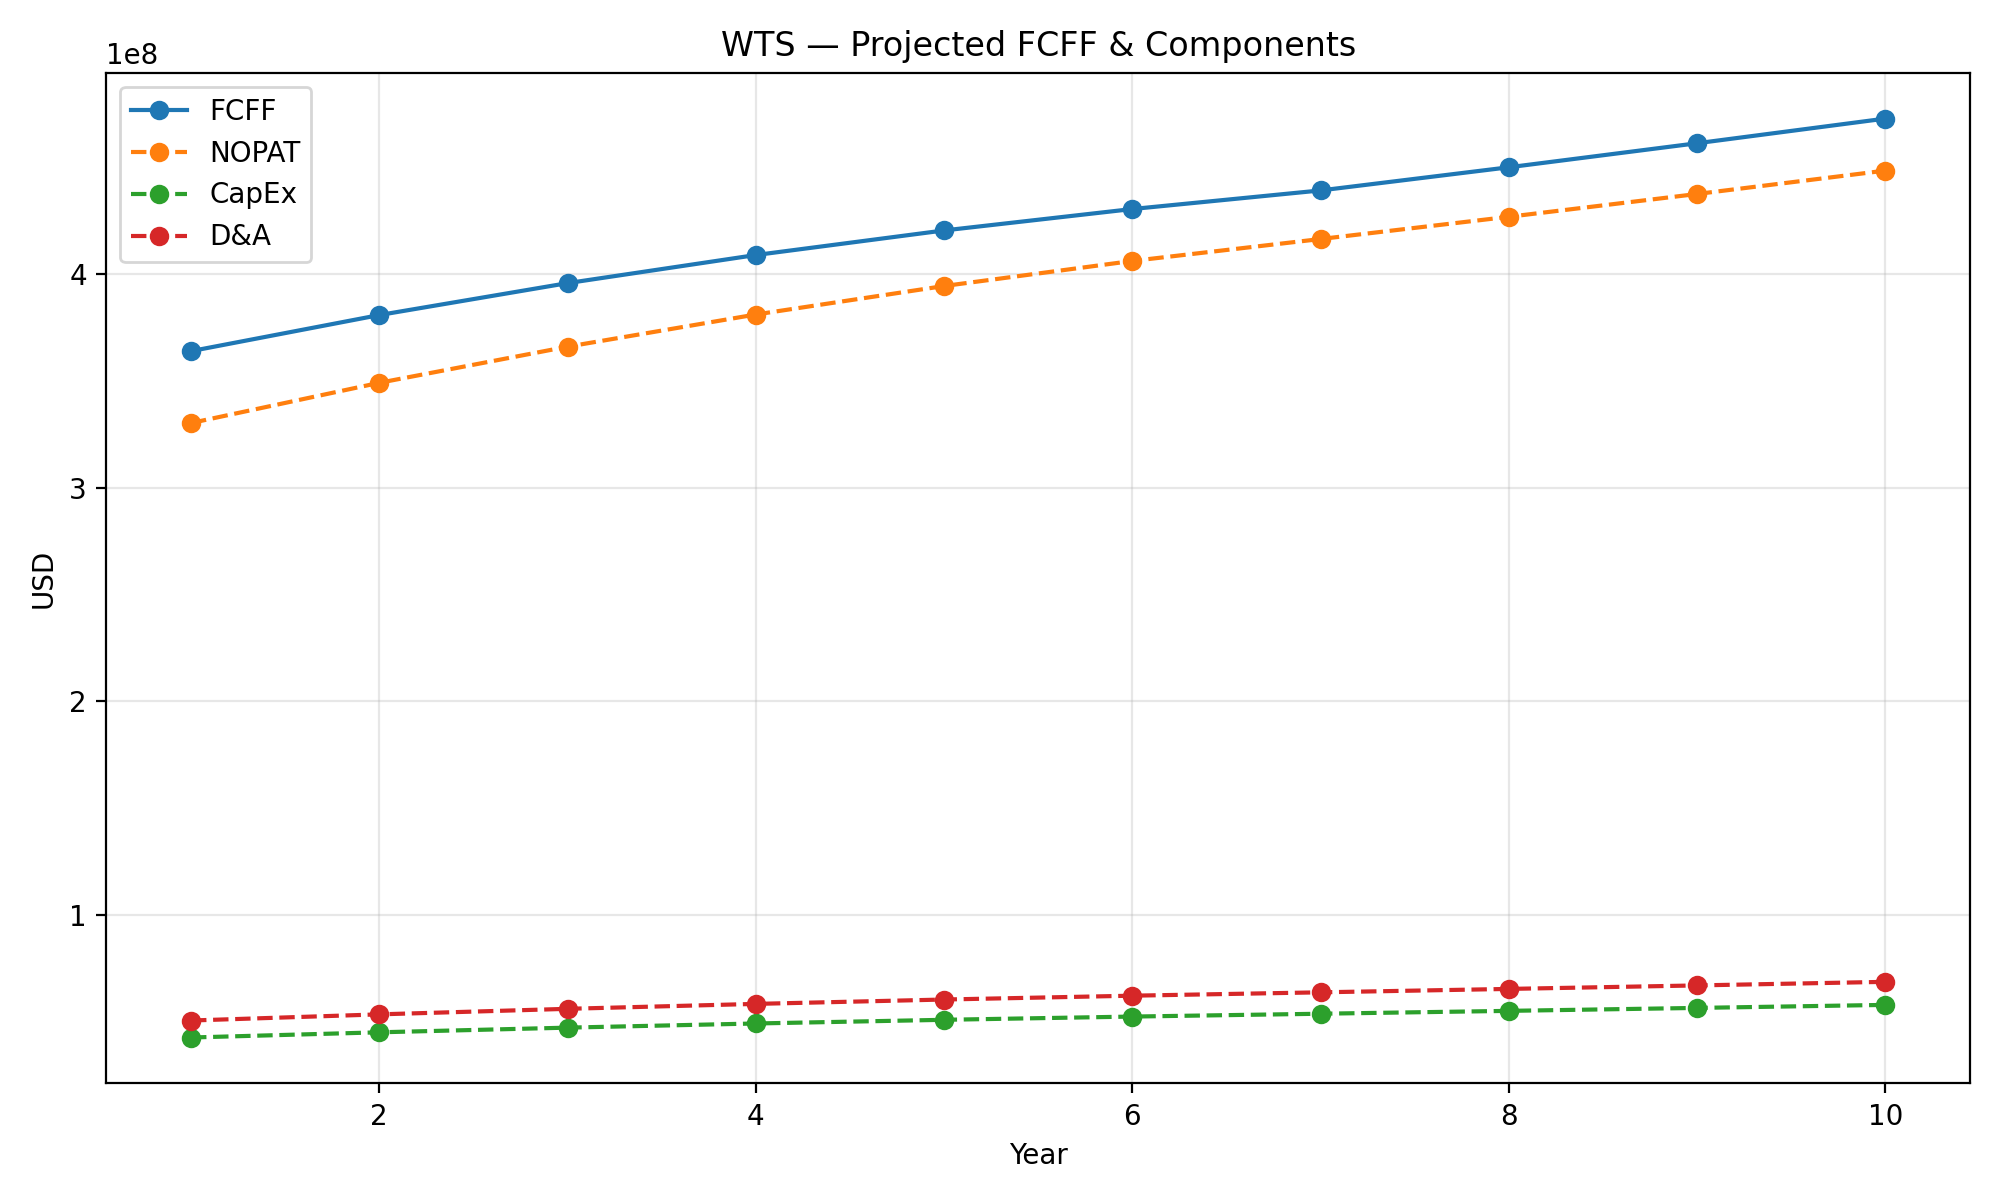 WTS — Projected FCFF & Components
1e8
FCFF
NOPAT
CapEx
D&A
4
3
2
1
USD
2
4
6
8
10
Year